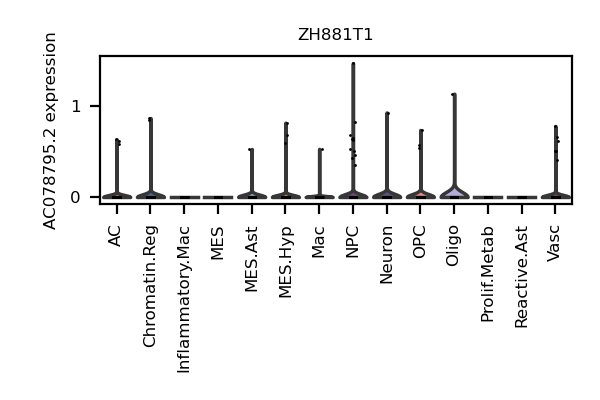 ZH881T1
AC078795.2 expression
1
0
AC
Chromatin.Reg
Inflammatory.Mac
MES
MES.Ast
MES.Hyp
Mac
NPC
Neuron
OPC
Oligo
Prolif.Metab
Reactive.Ast
Vasc